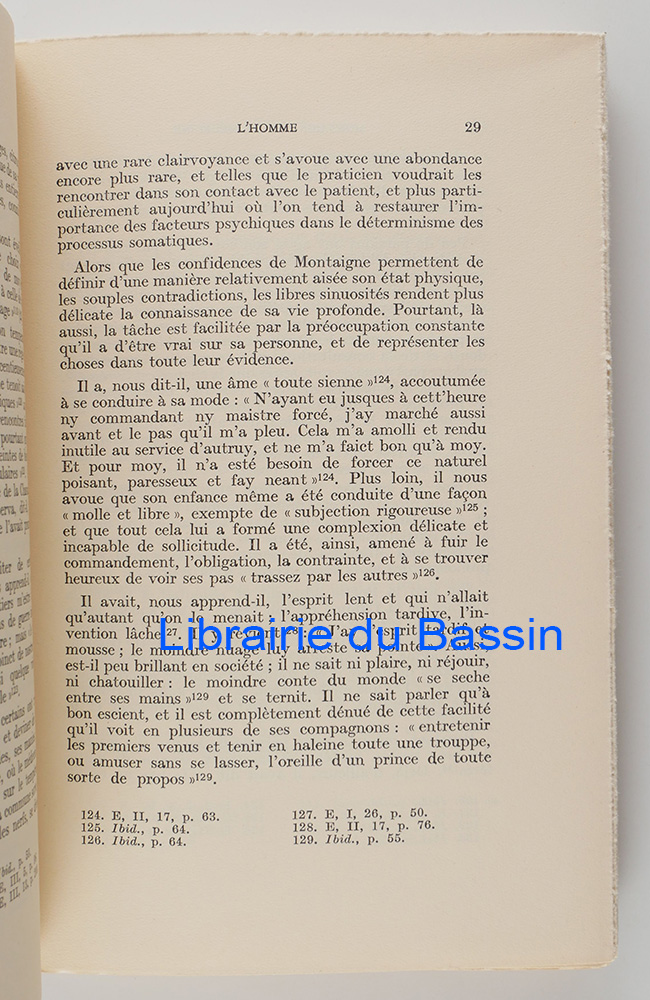 L'HOMME 29
avec une rare clairvoyance et s'avoue avec une abondance
encore plus rare, et telles que le praticien voudrait les
rencontrer dans son contact avec le patient, et plus parti-
culièrement aujourd'hui où l'on tend à restaurer l'im-
portance des facteurs psychiques dans le déterminisme des
processus somatiques.
Alors que les confidences de Montaigne permettent de
définir d'une manière relativement aisée son état physique,
les souples contradictions, les libres sinuosités rendent plus
délicate la connaissance de sa vie profonde. Pourtant, là
aussi, la tâche est facilitée par la préoccupation constante
qu'il a d'être vrai sur sa personne, et de représenter les
choses dans toute leur évidence.
Il a, nous dit-il, une âme « toute sienne »124, accoutumée
à se conduire à sa mode : « N'ayant eu jusques à cett'heure
ny commandant ny maistre forcé, j'ay marché aussi
avant et le pas qu'il m'a pleu. Cela m'a amolli et rendu
inutile au service d'autruy, et ne m'a faict bon qu'à moy.
Et pour moy, il n'a esté besoin de forcer ce naturel
poisant, paresseux et fay neant »124. Plus loin, il nous
avoue que son enfance même a été conduite d'une façon
« molle et libre », exempte de « subjection rigoureuse »125 ;
et que tout cela lui a formé une complexion délicate et
incapable de sollicitude. Il a été, ainsi, amené à fuir le
commandement, l'obligation, la contrainte, et à se trouver
heureux de voir ses pas « trassez par les autres »126.
Il avait, nous apprend-il, l'esprit lent et qui n'allait
qu'autant qu'on le menait ; l'appréhension tardive, l'in-
vention lâche127. Il y revient128 : « J'ai l'esprit tardif et
mousse ; le moindre nuage luy arreste sa pointe ». Aussi
est-il peu brillant en société ; il ne sait ni plaire, ni réjouir,
ni chatouiller : le moindre conte du monde « se seche
entre ses mains »129 et se ternit. Il ne sait parler qu'à
bon escient, et il est complètement dénué de cette facilité
qu'il voit en plusieurs de ses compagnons : « entretenir
les premiers venus et tenir en haleine toute une trouppe,
ou amuser sans se lasser, l'oreille d'un prince de toute
sorte de propos »129.
124. E, II, 17, p. 63.
125. Ibid., p. 64.
126. Ibid., p. 64.
127. E, I, 26, p. 50.
128. E, II, 17, p. 76.
129. Ibid., p. 55.
Librairie du Bassin